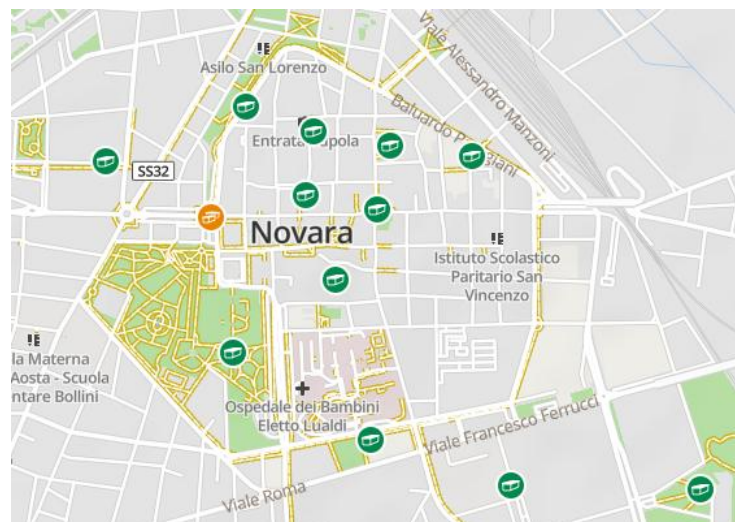 Viale Alessandro Manzoni
Asilo San Lorenzo
Baluardo
Entrata
SS32
Novara
Istituto Scolastico
Paritario San
Vincenzo
la Materna
Aosta - Scuola
ntare Bollini
Ospedale dei Bambini
Eletto Lualdi
Viale Francesco Ferrucci
Viale Roma